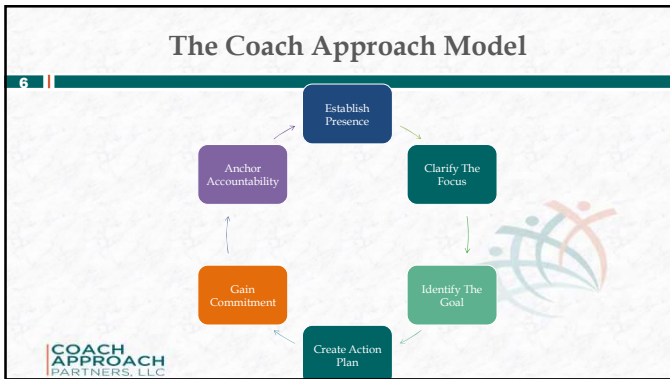 The Coach Approach Model
6
Establish
Presence
Clarify The
Focus
Identify The
Goal
Create Action
Plan
Gain
Commitment
Anchor
Accountability
COACH
APPROACH
PARTNERS, LLC